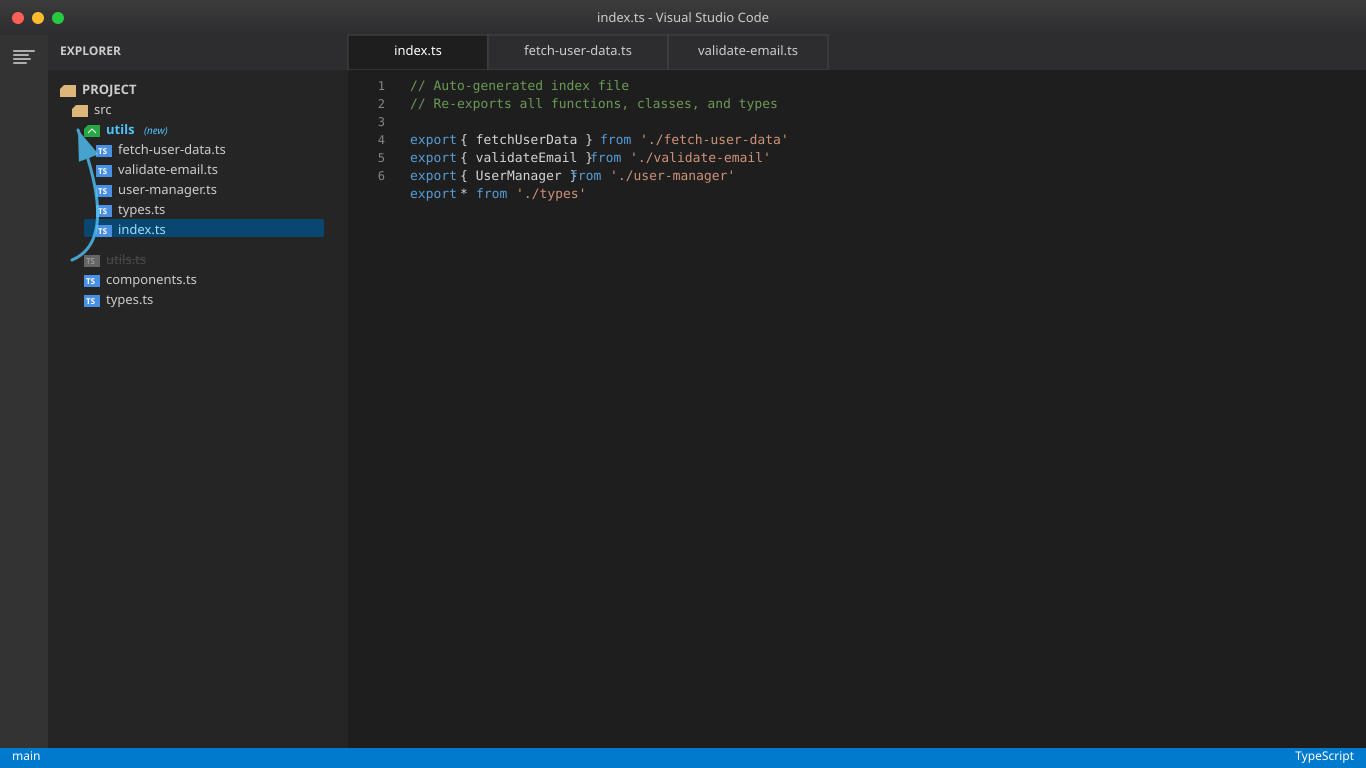 index.ts - Visual Studio Code
EXPLORER
index.ts
fetch-user-data.ts
validate-email.ts
PROJECT
src
utils (new)
TS fetch-user-data.ts
TS validate-email.ts
TS user-manager.ts
TS types.ts
TS index.ts
TS utils.ts
TS components.ts
TS types.ts
1 // Auto-generated index file
2 // Re-exports all functions, classes, and types
3
4 export { fetchUserData } from './fetch-user-data'
5 export { validateEmail } from './validate-email'
6 export { UserManager } from './user-manager'
export * from './types'
main
TypeScript